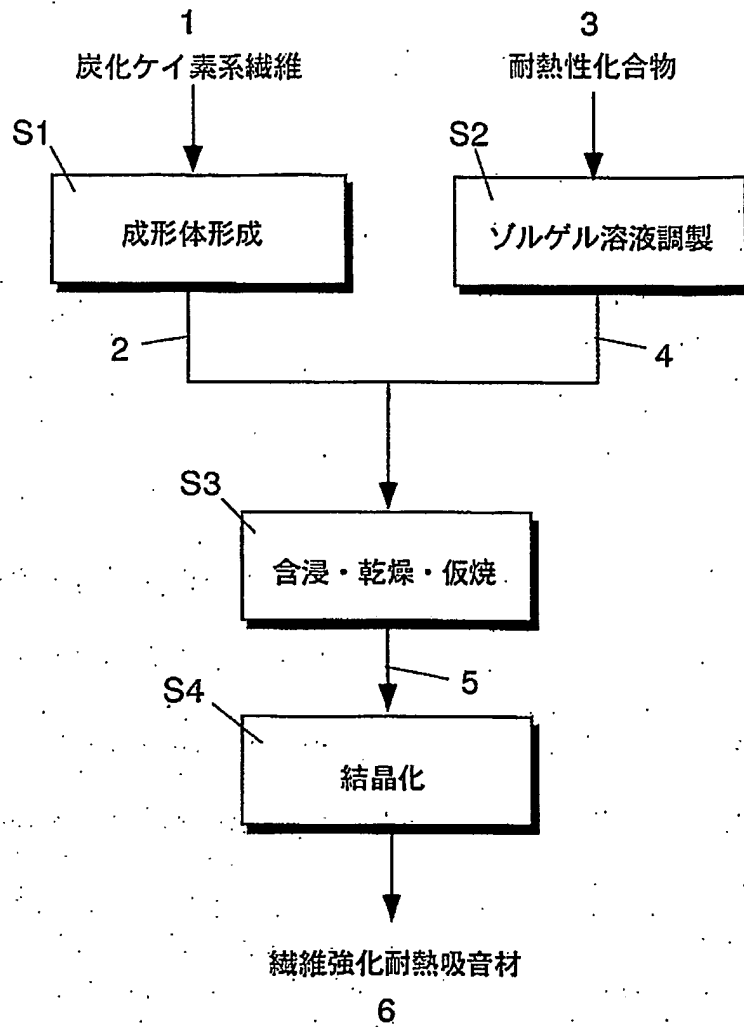 1
炭化ケイ素系繊維
3
耐熱性化合物
S1
成形体形成
S2
ゾルゲル溶液調製
2
4
S3
含浸・乾燥・仮焼
5
S4
結晶化
繊維強化耐熱吸音材
6